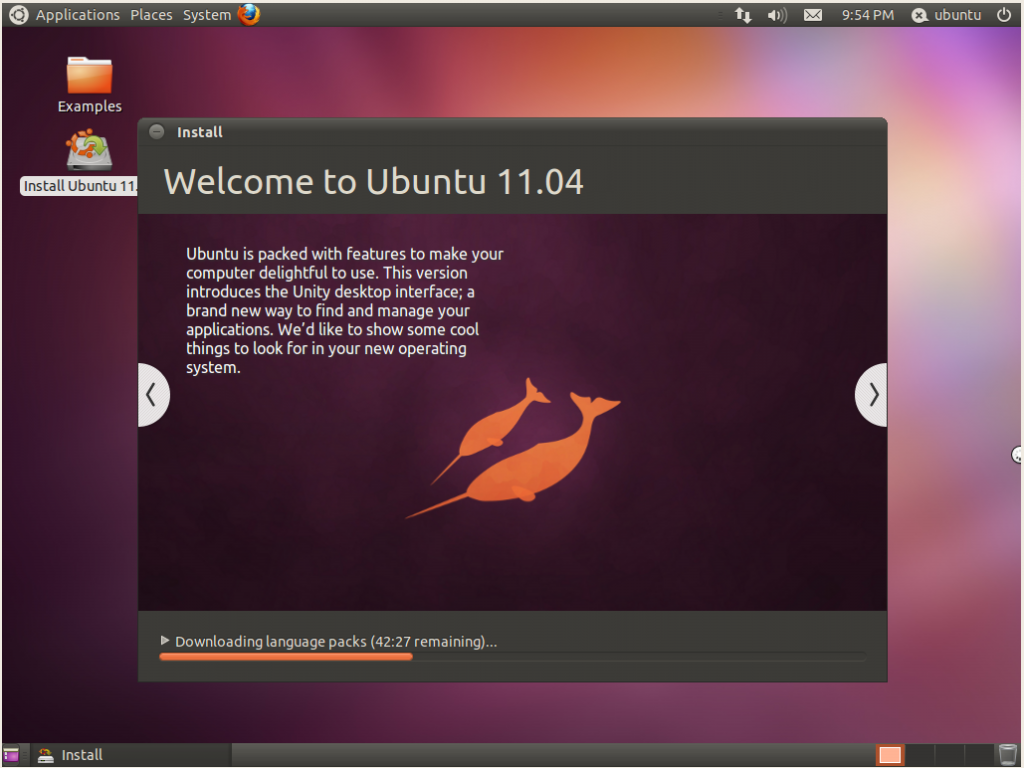 Applications Places System 9:54 PM ubuntu
Examples
Install Ubuntu 11.
Install
Welcome to Ubuntu 11.04
Ubuntu is packed with features to make your
computer delightful to use. This version
introduces the Unity desktop interface; a
brand new way to find and manage your
applications. We'd like to show some cool
things to look for in your new operating
system.
Downloading language packs (42:27 remaining)...
Install